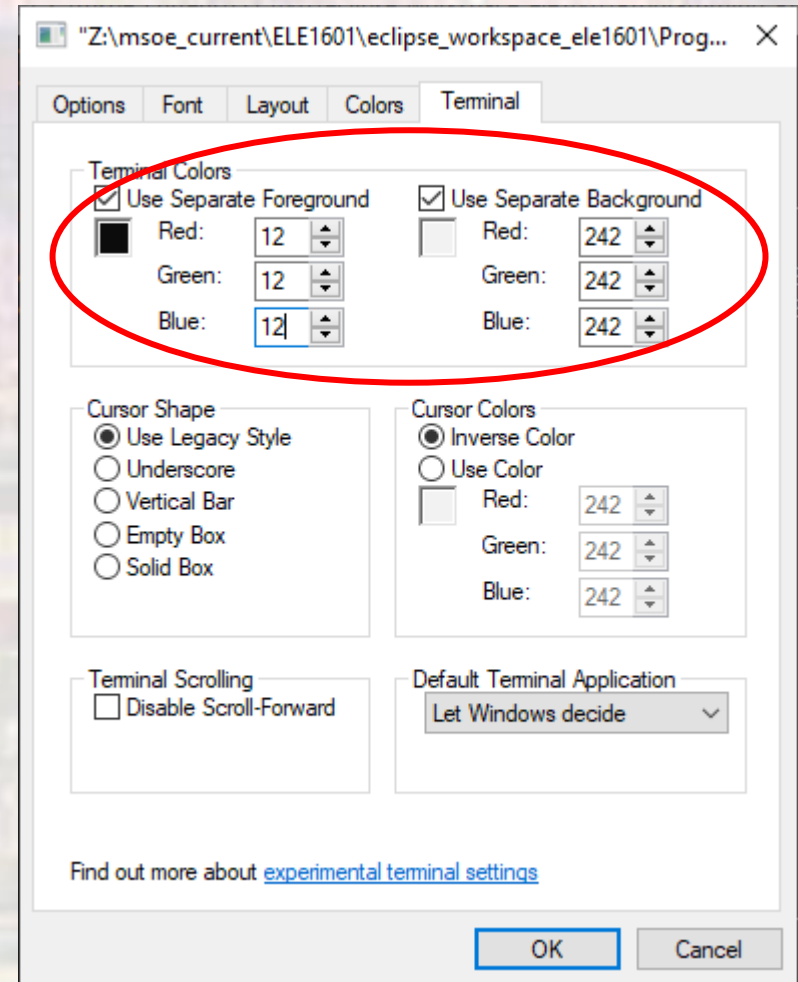 "Z:\msoe_current\ELE1601\eclipse_workspace_ele1601\Prog...
Options Font Layout Colors Terminal
Terminal Colors
Use Separate Foreground
Red: 12
Green: 12
Blue: 12
Use Separate Background
Red: 242
Green: 242
Blue: 242
Cursor Shape
Use Legacy Style
Underscore
Vertical Bar
Empty Box
Solid Box
Cursor Colors
Inverse Color
Use Color
Red: 242
Green: 242
Blue: 242
Terminal Scrolling
Disable Scroll-Forward
Default Terminal Application
Let Windows decide
Find out more about experimental terminal settings
OK Cancel